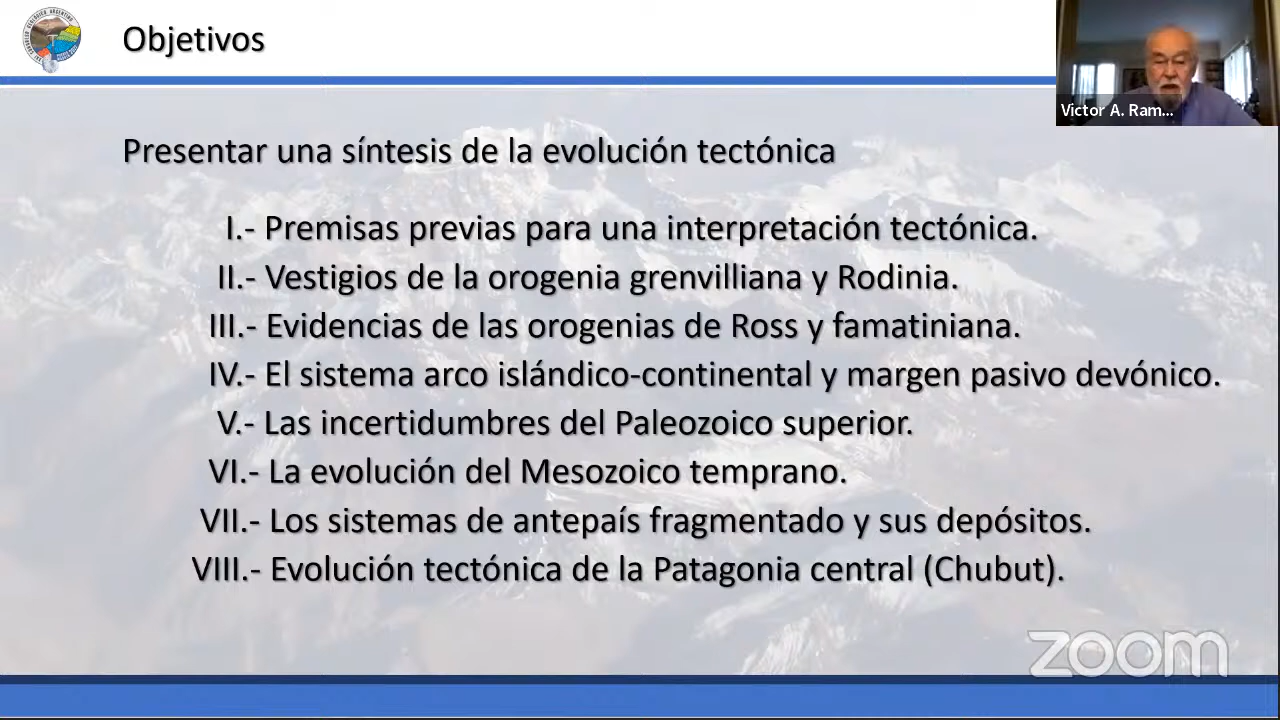 Objetivos
Victor A. Ram...
Presentar una síntesis de la evolución tectónica
I.- Premisas previas para una interpretación tectónica.
II.- Vestigios de la orogenia grenvilliana y Rodinia.
III.- Evidencias de las orogenias de Ross y famatiniana.
IV.- El sistema arco islándico-continental y margen pasivo devónico.
V.- Las incertidumbres del Paleozoico superior.
VI.- La evolución del Mesozoico temprano.
VII.- Los sistemas de antepaís fragmentado y sus depósitos.
VIII.- Evolución tectónica de la Patagonia central (Chubut).
zoom